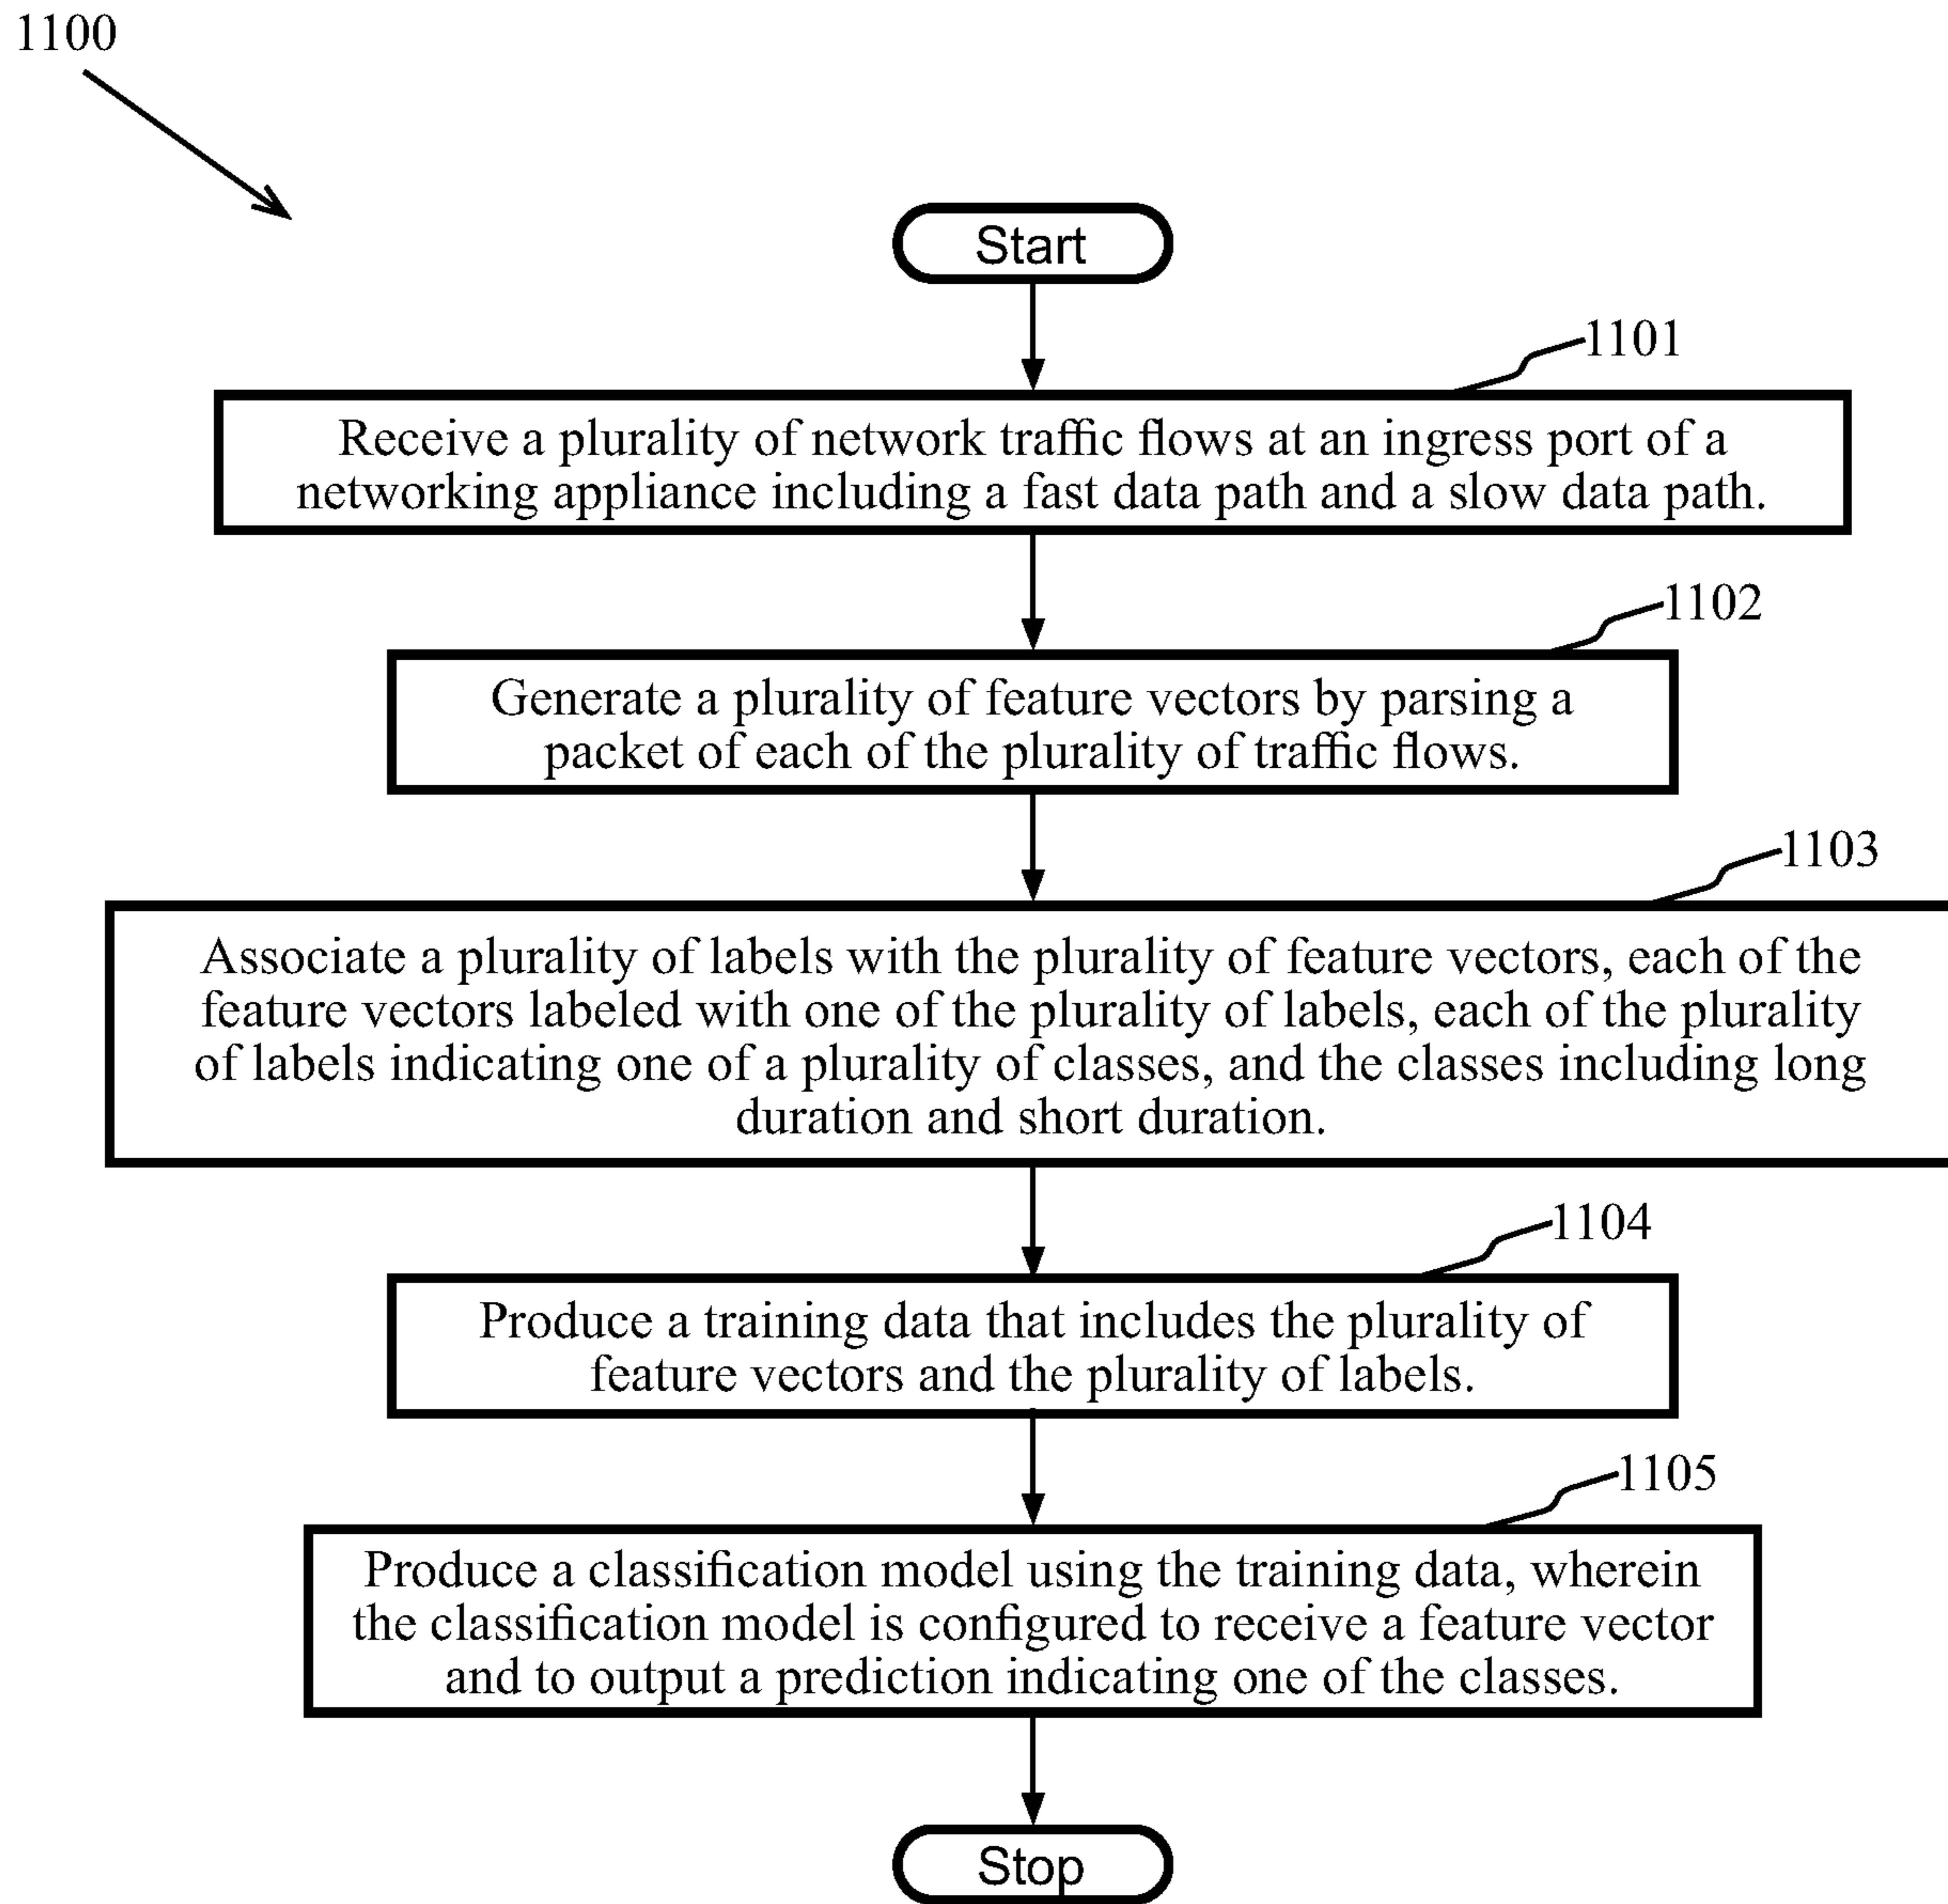 1100
Start
1101
Receive a plurality of network traffic flows at an ingress port of a
networking appliance including a fast data path and a slow data path.
1102
Generate a plurality of feature vectors by parsing a
packet of each of the plurality of traffic flows.
1103
Associate a plurality of labels with the plurality of feature vectors, each of the
feature vectors labeled with one of the plurality of labels, each of the plurality
of labels indicating one of a plurality of classes, and the classes including long
duration and short duration.
1104
Produce a training data that includes the plurality of
feature vectors and the plurality of labels.
1105
Produce a classification model using the training data, wherein
the classification model is configured to receive a feature vector
and to output a prediction indicating one of the classes.
Stop